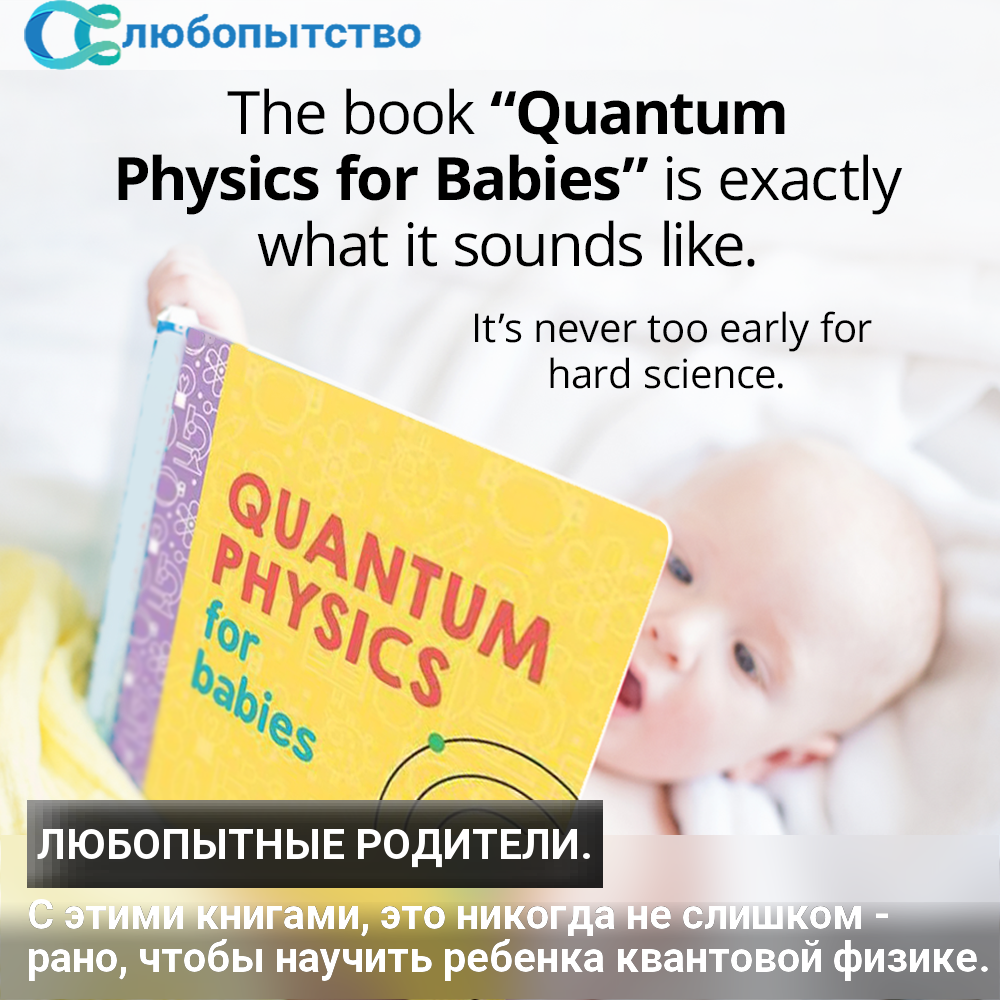 любопытство
The book “Quantum
Physics for Babies” is exactly
what it sounds like.
It’s never too early for
hard science.
QUANTUM
PHYSICS
for
babies
ЛЮБОПЫТНЫЕ РОДИТЕЛИ.
С этими книгами, это никогда не слишком -
рано, чтобы научить ребенка квантовой физике.